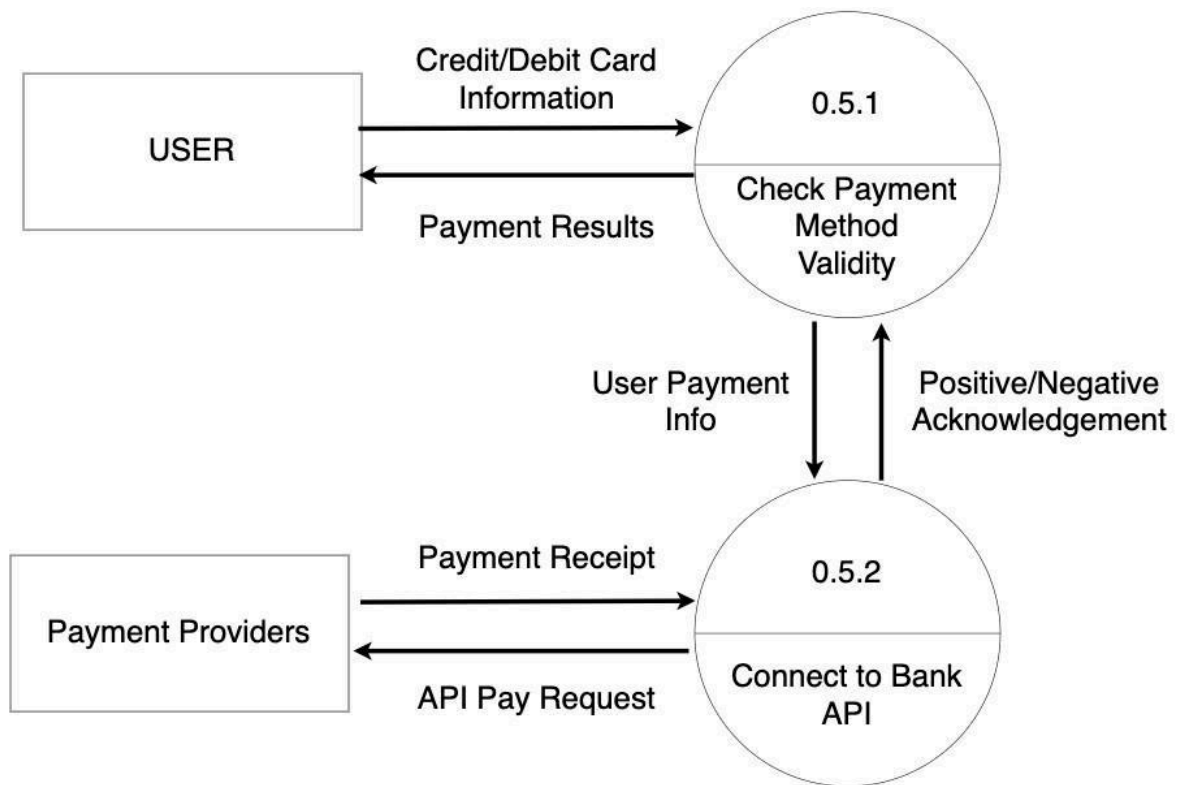 Credit/Debit Card
Information
USER
0.5.1
Payment Results
Check Payment
Method
Validity
User Payment
Info
Positive/Negative
Acknowledgement
Payment Receipt
0.5.2
Payment Providers
API Pay Request
Connect to Bank
API